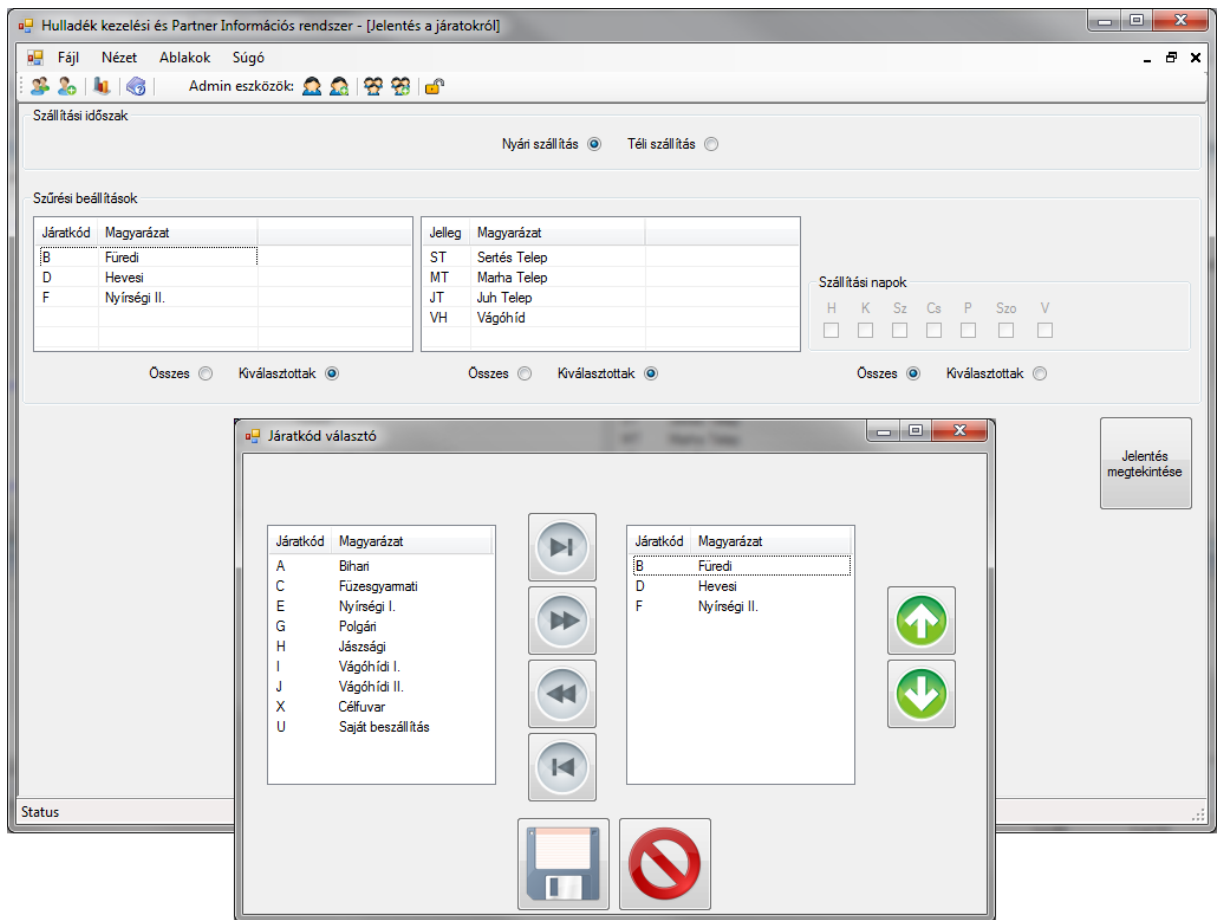 Hulladék kezelési és Partner Információs rendszer - [Jelentés a járatokról]
Fájl Nézet Ablakok Súgó
Admin eszközök:
Szállítási időszak
Nyári szállítás Téli szállítás
Szűrési beállítások
Járatkód Magyarázat
B Füredi
D Hevesi
F Nyírségi II.
Összes Kiválasztottak
Jelleg Magyarázat
ST Sertés Telep
MT Marha Telep
JT Juh Telep
VH Vágóhíd
Összes Kiválasztottak
Szállítási napok
H K Sz Cs P Szo V
Összes Kiválasztottak
Jelentés
megtekintése
Járatkód választó
Marha Telep
Járatkód Magyarázat
A Bihari
C Füzesgyarmati
E Nyírségi I.
G Polgári
H Jászsági
I Vágóhídi I.
J Vágóhídi II.
X Célfuvar
U Saját beszállítás
Járatkód Magyarázat
B Füredi
D Hevesi
F Nyírségi II.
Status